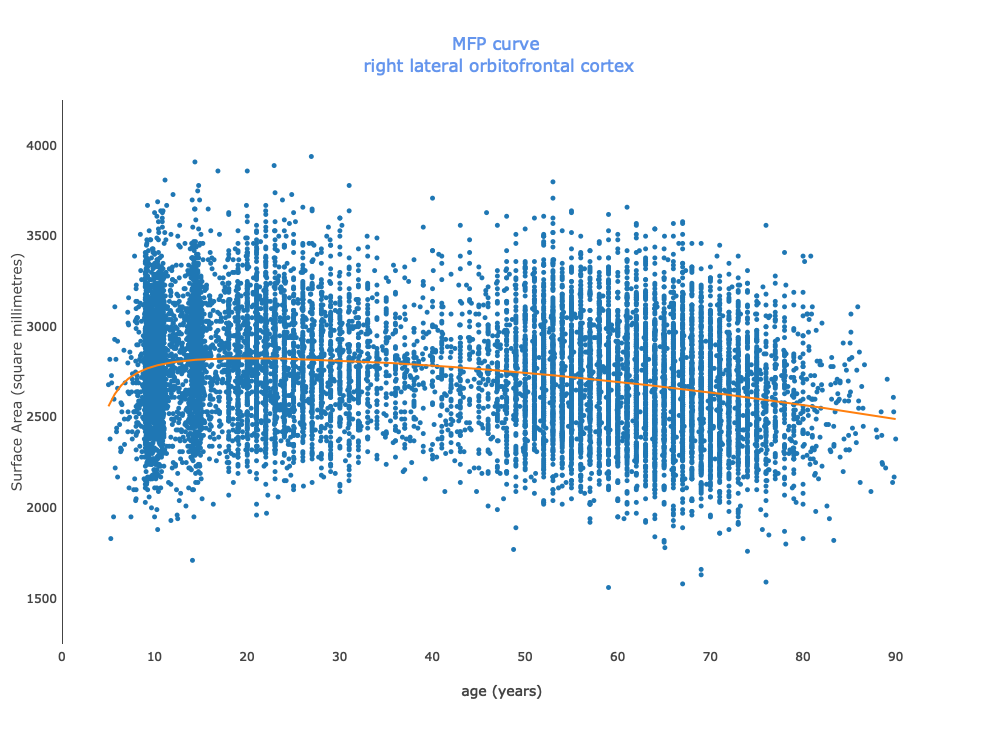 MFP curve
right lateral orbitofrontal cortex
Surface Area (square millimetres)
4000
3500
3000
2500
2000
1500
0 10 20 30 40 50 60 70 80 90
age (years)